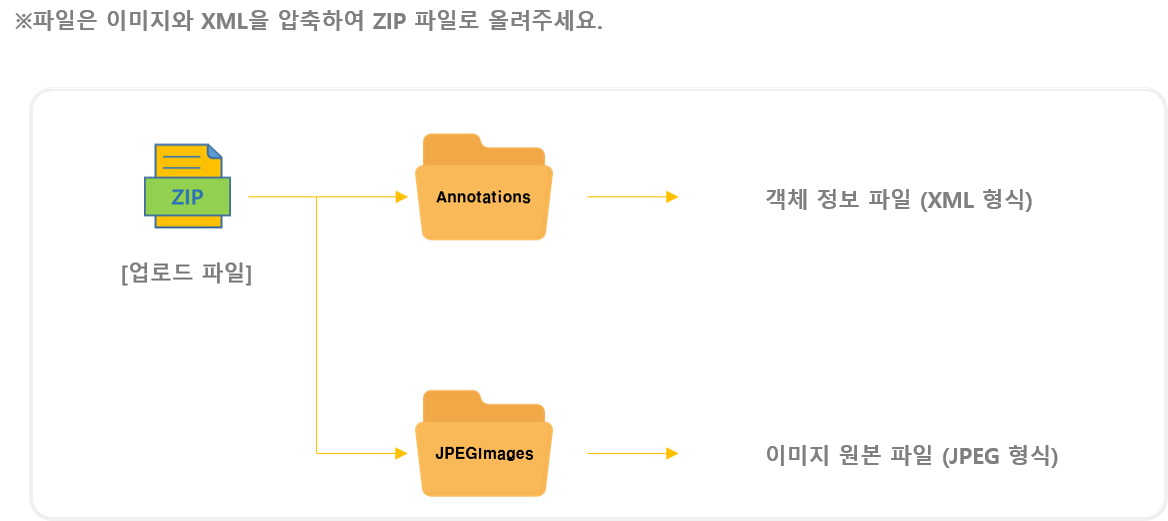 ※파일은 이미지와 XML을 압축하여 ZIP 파일로 올려주세요.
ZIP
[업로드 파일]
Annotations
객체 정보 파일 (XML 형식)
JPEGImages
이미지 원본 파일 (JPEG 형식)